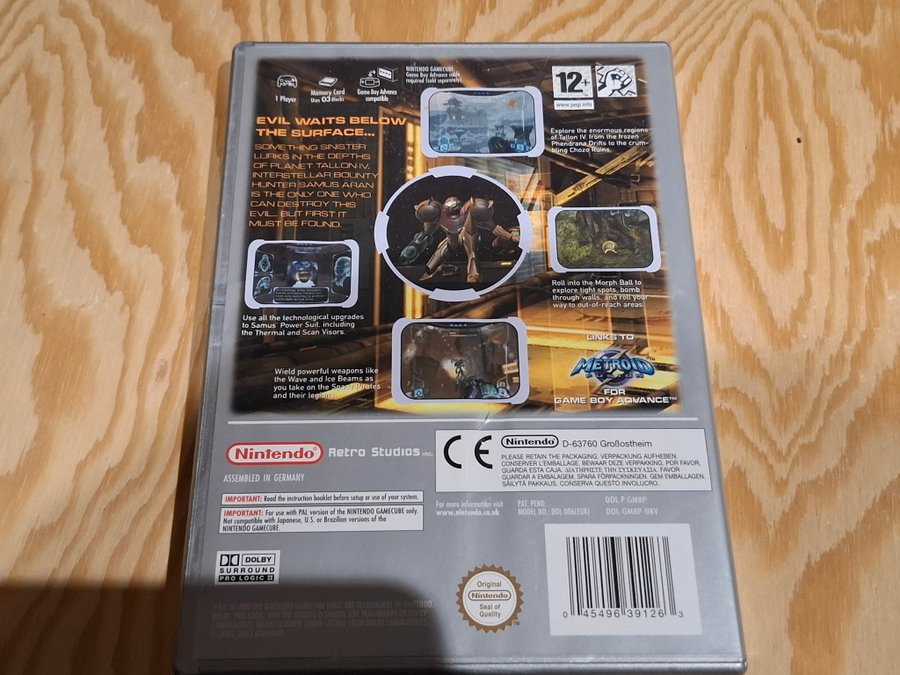 1 Player
Memory Card
Uses 03 Blocks
Game Boy Advance
compatible
NINTENDO GAMECUBE
Game Boy Advance cable
required (sold separately)
12+
www.pegi.info
EVIL WAITS BELOW
THE SURFACE...
SOMETHING SINISTER
LURKS IN THE DEPTHS
OF PLANET TALLON IV.
INTERSTELLAR BOUNTY
HUNTER SAMUS ARAN
IS THE ONLY ONE WHO
CAN DESTROY THIS
EVIL. BUT FIRST IT
MUST BE FOUND.
Explore the enormous regions
of Tallon IV, from the frozen
Phendrana Drifts to the crum-
bling Chozo Ruins.
Roll into the Morph Ball to
explore tight spots, bomb
through walls, and roll your
way to out-of-reach areas
Use all the technological upgrades
to Samus' Power Suit, including
the Thermal and Scan Visors.
Wield powerful weapons like
the Wave and Ice Beams as
you take on the Space Pirates
and their legions.
LINKS TO
METROID
FUSION
FOR
GAME BOY ADVANCE™
Nintendo
Retro Studios INC.
ASSEMBLED IN GERMANY
CE
Nintendo D-63760 Großostheim
PLEASE RETAIN THE PACKAGING. VERPACKUNG AUFHEBEN.
CONSERVER L'EMBALLAGE. BEWAAR DEZE VERPAKKING. POR FAVOR,
GUARDA ESTA CAJA. ΔΙΑΤΗΡΕΙΣΤΕ ΤΗΝ ΣΥΣΚΕΥΑΣΙΑ. FAVOR
GUARDAR A EMBALAGEM. SPARA FÖRPACKNINGEN. GEM EMBALLAGEN.
SÄILYTÄ PAKKAUS. CONSERVA QUESTO INVOLUCRO.
IMPORTANT: Read the instruction booklet before setup or use of your system.
IMPORTANT: For use with PAL version of the NINTENDO GAMECUBE only.
Not compatible with Japanese, U.S. or Brazilian versions of the
NINTENDO GAMECUBE.
For more information visit
www.nintendo.co.uk
PAT. PEND.
MODEL NO.: DOL-006(EUR)
DOL P GM8P
DOL-GM8P-UKV
DOLBY
SURROUND
PRO LOGIC II
Original
Nintendo
Seal of
Quality
TM
0 45496 39126 3